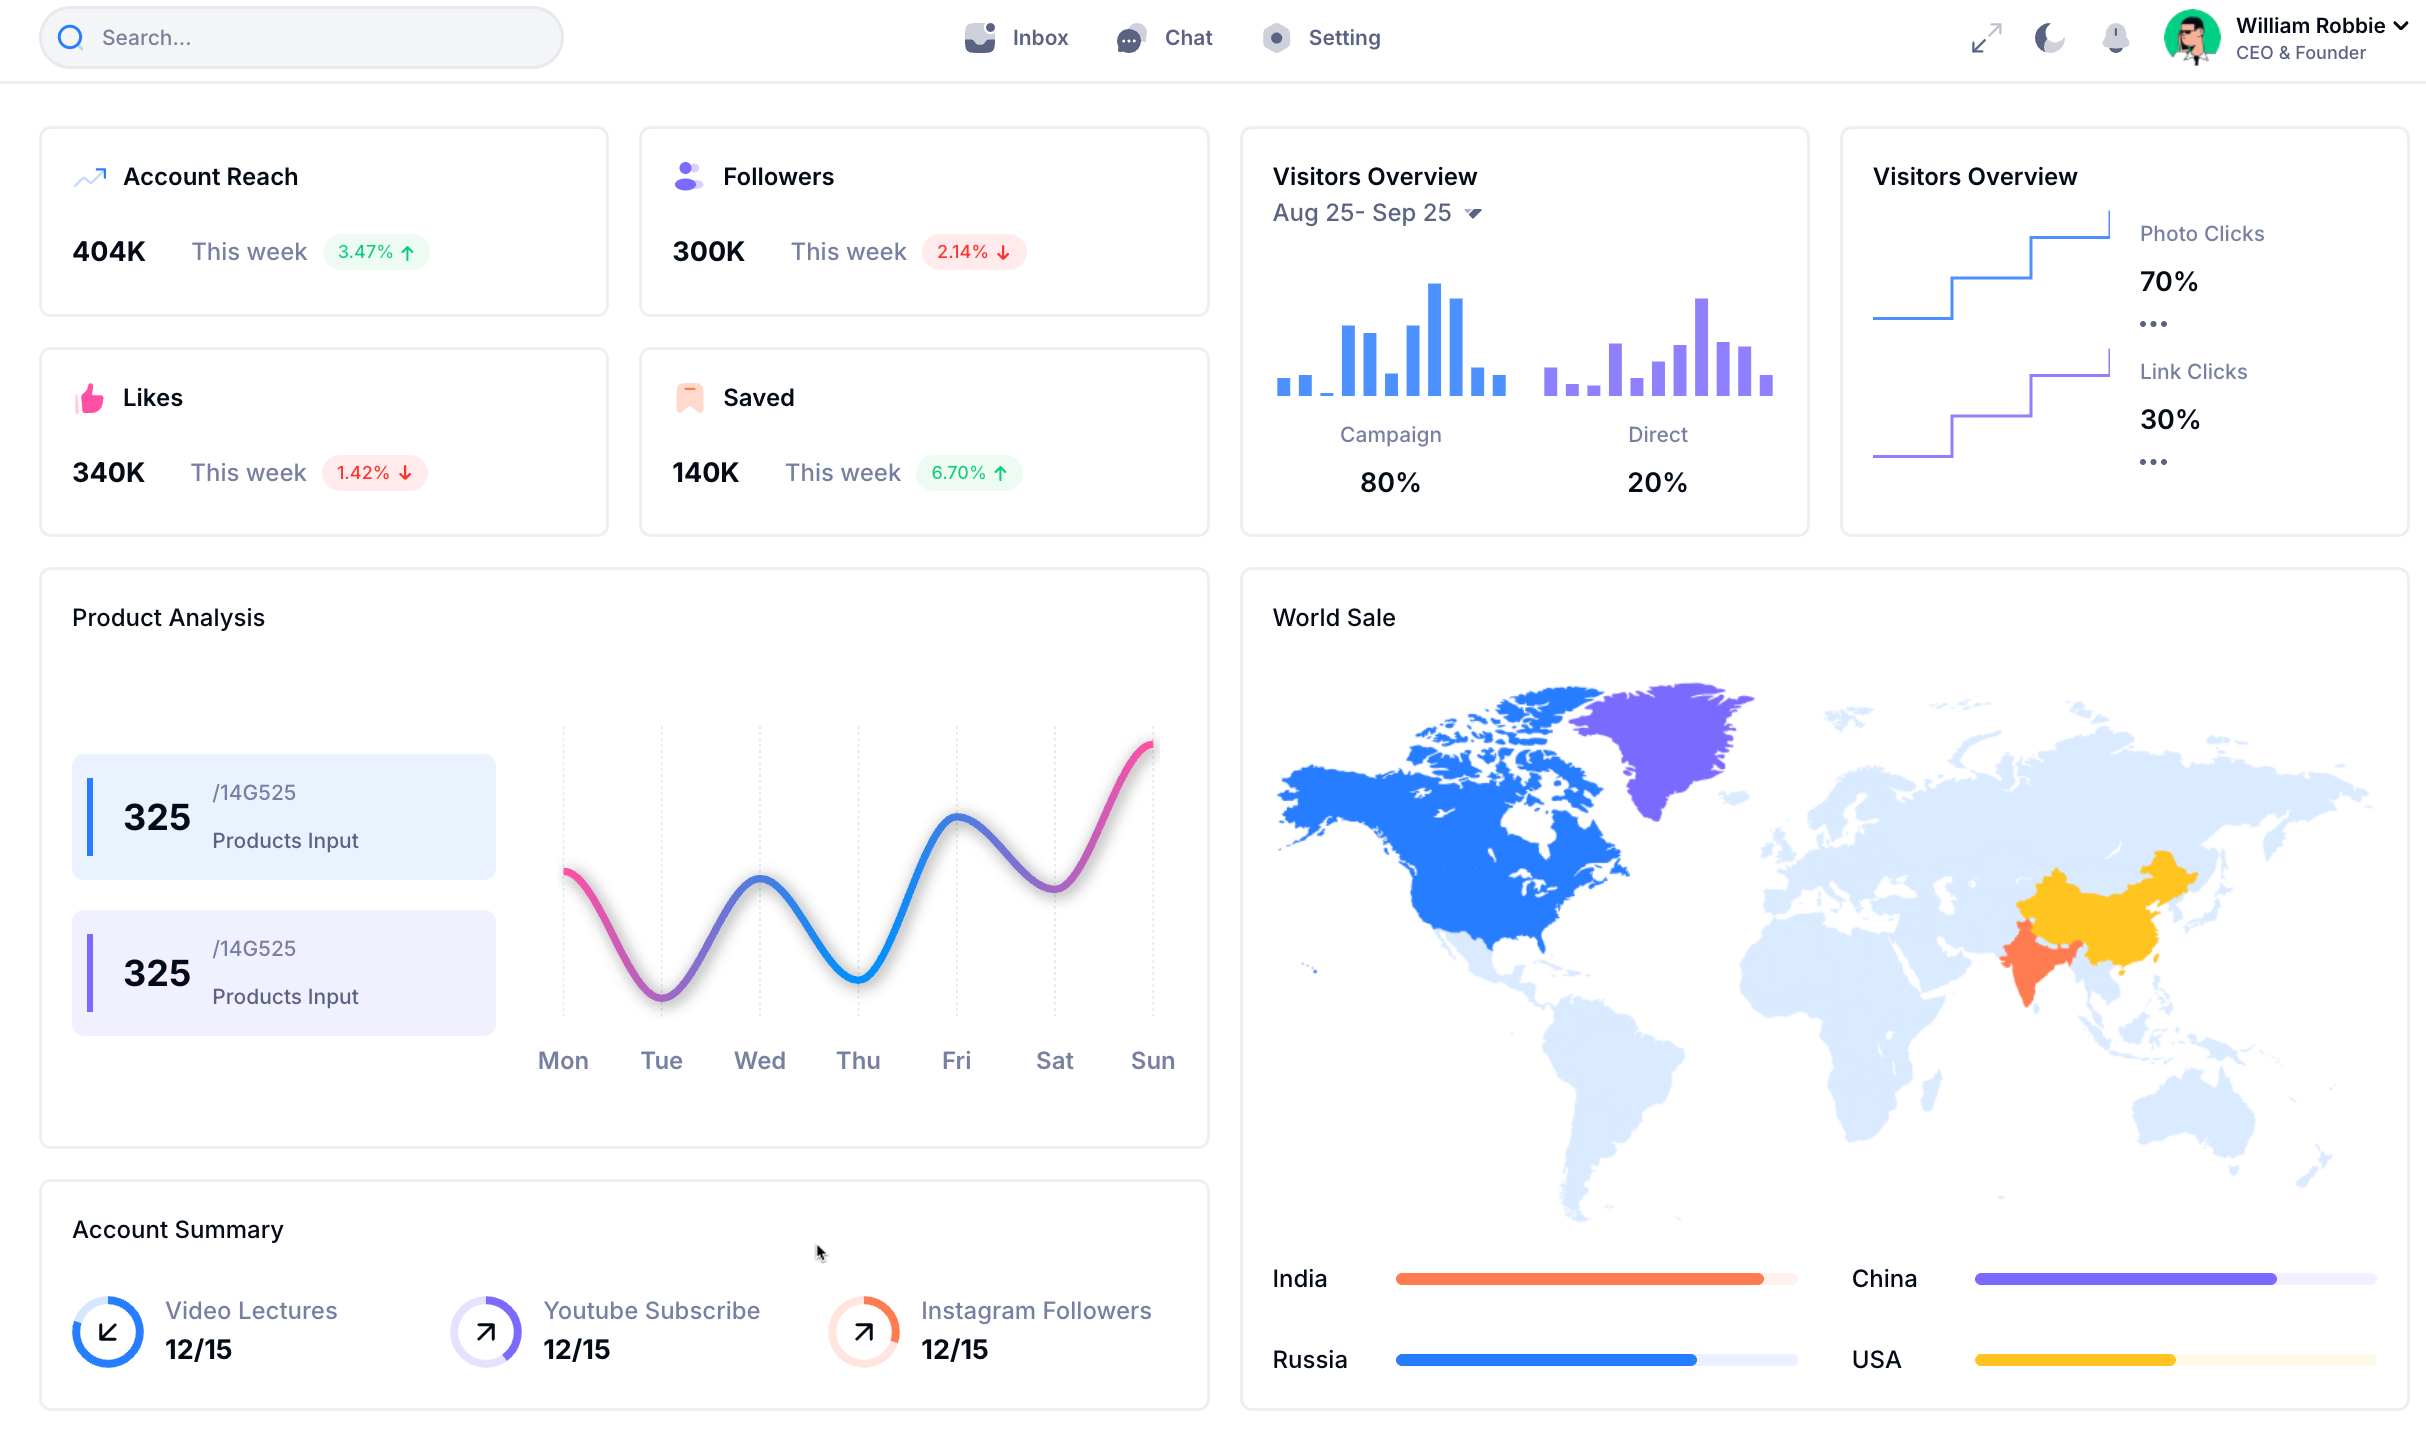 Search...
Inbox
Chat
Setting
William Robbie
CEO & Founder
Account Reach
404K This week 3.47%
Followers
300K This week 2.14%
Likes
340K This week 1.42%
Saved
140K This week 6.70%
Visitors Overview
Aug 25- Sep 25
Campaign
80%
Direct
20%
Visitors Overview
Photo Clicks
70%
Link Clicks
30%
Product Analysis
325
/14G525
Products Input
325
/14G525
Products Input
Mon Tue Wed Thu Fri Sat Sun
World Sale
India
China
Russia
USA
Account Summary
Video Lectures
12/15
Youtube Subscribe
12/15
Instagram Followers
12/15